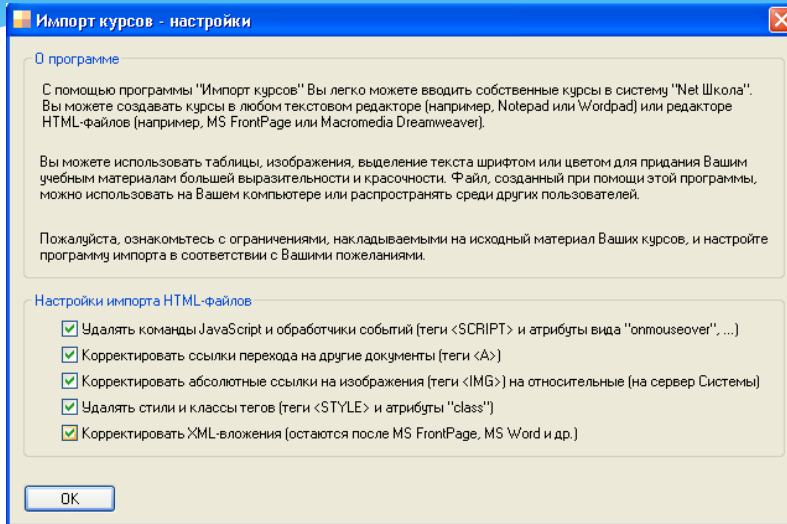 Импорт курсов - настройки
О программе
С помощью программы "Импорт курсов" Вы легко можете вводить собственные курсы в систему "Net Школа".
Вы можете создавать курсы в любом текстовом редакторе (например, Notepad или Wordpad) или редакторе
HTML-файлов (например, MS FrontPage или Macromedia Dreamweaver).
Вы можете использовать таблицы, изображения, выделение текста шрифтом или цветом для придания Вашим
учебным материалам большей выразительности и красочности. Файл, созданный при помощи этой программы,
можно использовать на Вашем компьютере или распространять среди других пользователей.
Пожалуйста, ознакомьтесь с ограничениями, накладываемыми на исходный материал Ваших курсов, и настройте
программу импорта в соответствии с Вашими пожеланиями.
Настройки импорта HTML-файлов
Удалять команды JavaScript и обработчики событий (теги <SCRIPT> и атрибуты вида "onmouseover", ...)
Корректировать ссылки перехода на другие документы (теги <A>)
Корректировать абсолютные ссылки на изображения (теги <IMG>) на относительные (на сервер Системы)
Удалять стили и классы тегов (теги <STYLE> и атрибуты "class")
Корректировать XML-вложения (остаются после MS FrontPage, MS Word и др.)
OK